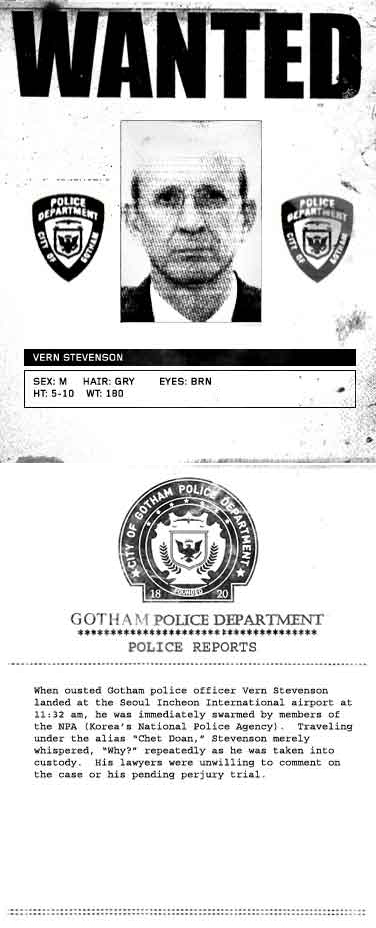 WANTED
POLICE
DEPARTMENT
CITY OF GOTHAM
POLICE
DEPARTMENT
CITY OF GOTHAM
VERN STEVENSON
SEX: M HAIR: GRY EYES: BRN
HT: 5-10 WT: 180
CITY OF GOTHAM POLICE DEPARTMENT
18 FOUNDED 20
GOTHAM POLICE DEPARTMENT
**********************************
POLICE REPORTS
When ousted Gotham police officer Vern Stevenson
landed at the Seoul Incheon International airport at
11:32 am, he was immediately swarmed by members of
the NPA (Korea's National Police Agency). Traveling
under the alias "Chet Doan," Stevenson merely
whispered, "Why?" repeatedly as he was taken into
custody. His lawyers were unwilling to comment on
the case or his pending perjury trial.